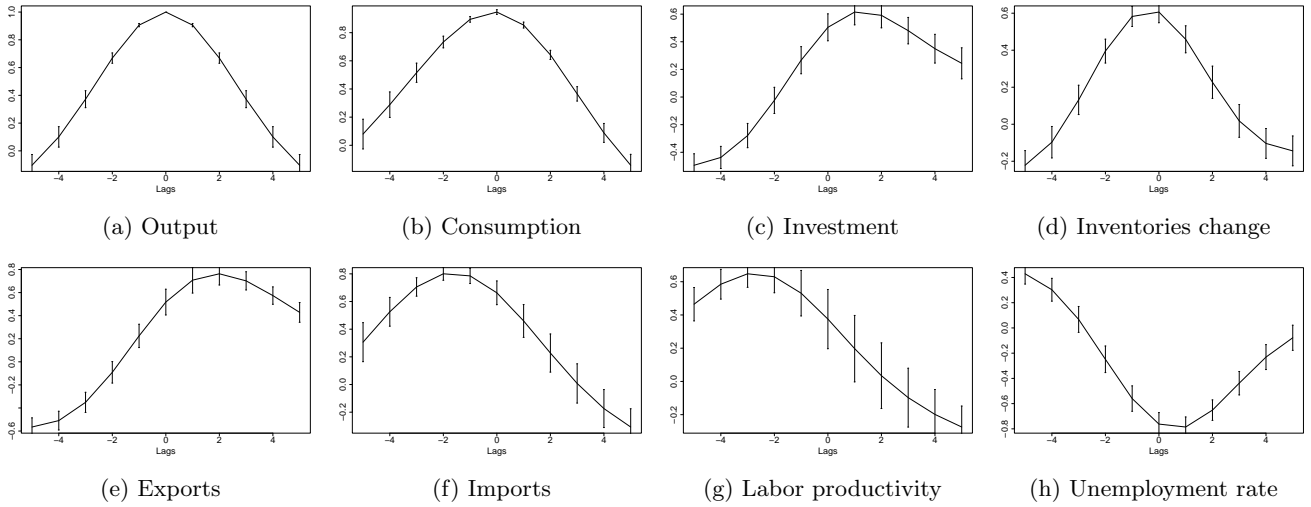 0.0 0.2 0.4 0.6 0.8 1.0
−4 −2 0 2 4
Lags
(a) Output
0.0 0.2 0.4 0.6 0.8
−4 −2 0 2 4
Lags
(b) Consumption
−0.4 0.0 0.2 0.4 0.6
−4 −2 0 2 4
Lags
(c) Investment
−0.2 0.0 0.2 0.4 0.6
−4 −2 0 2 4
Lags
(d) Inventories change
−0.6 −0.2 0.0 0.2 0.4 0.6 0.8
−4 −2 0 2 4
Lags
(e) Exports
−0.2 0.0 0.2 0.4 0.6 0.8
−4 −2 0 2 4
Lags
(f) Imports
−0.2 0.0 0.2 0.4 0.6
−4 −2 0 2 4
Lags
(g) Labor productivity
−0.8 −0.6 −0.4 −0.2 0.0 0.2 0.4
−4 −2 0 2 4
Lags
(h) Unemployment rate